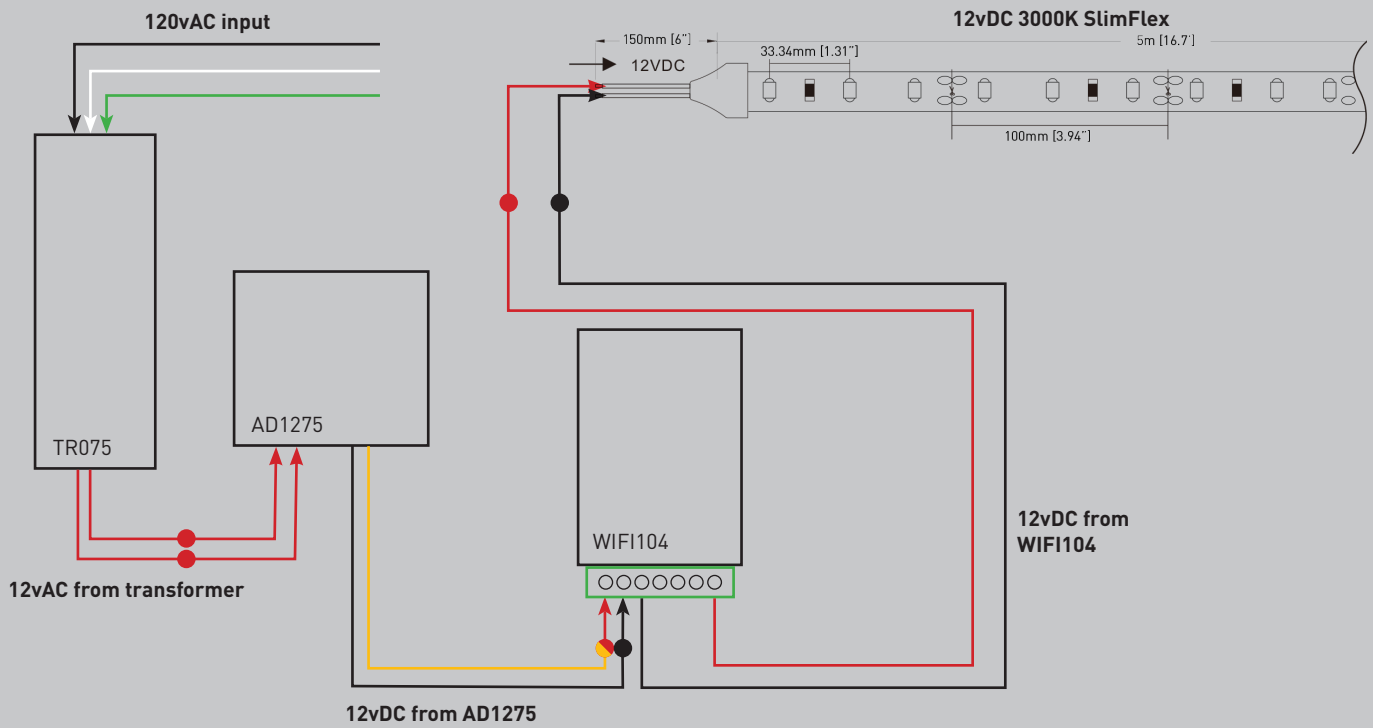 120vAC input
12vDC 3000K SlimFlex
150mm [6"]
5m [16.7']
33.34mm [1.31"]
12VDC
100mm [3.94"]
AD1275
TR075
12vDC from
WIFI104
WIFI104
12vAC from transformer
12vDC from AD1275